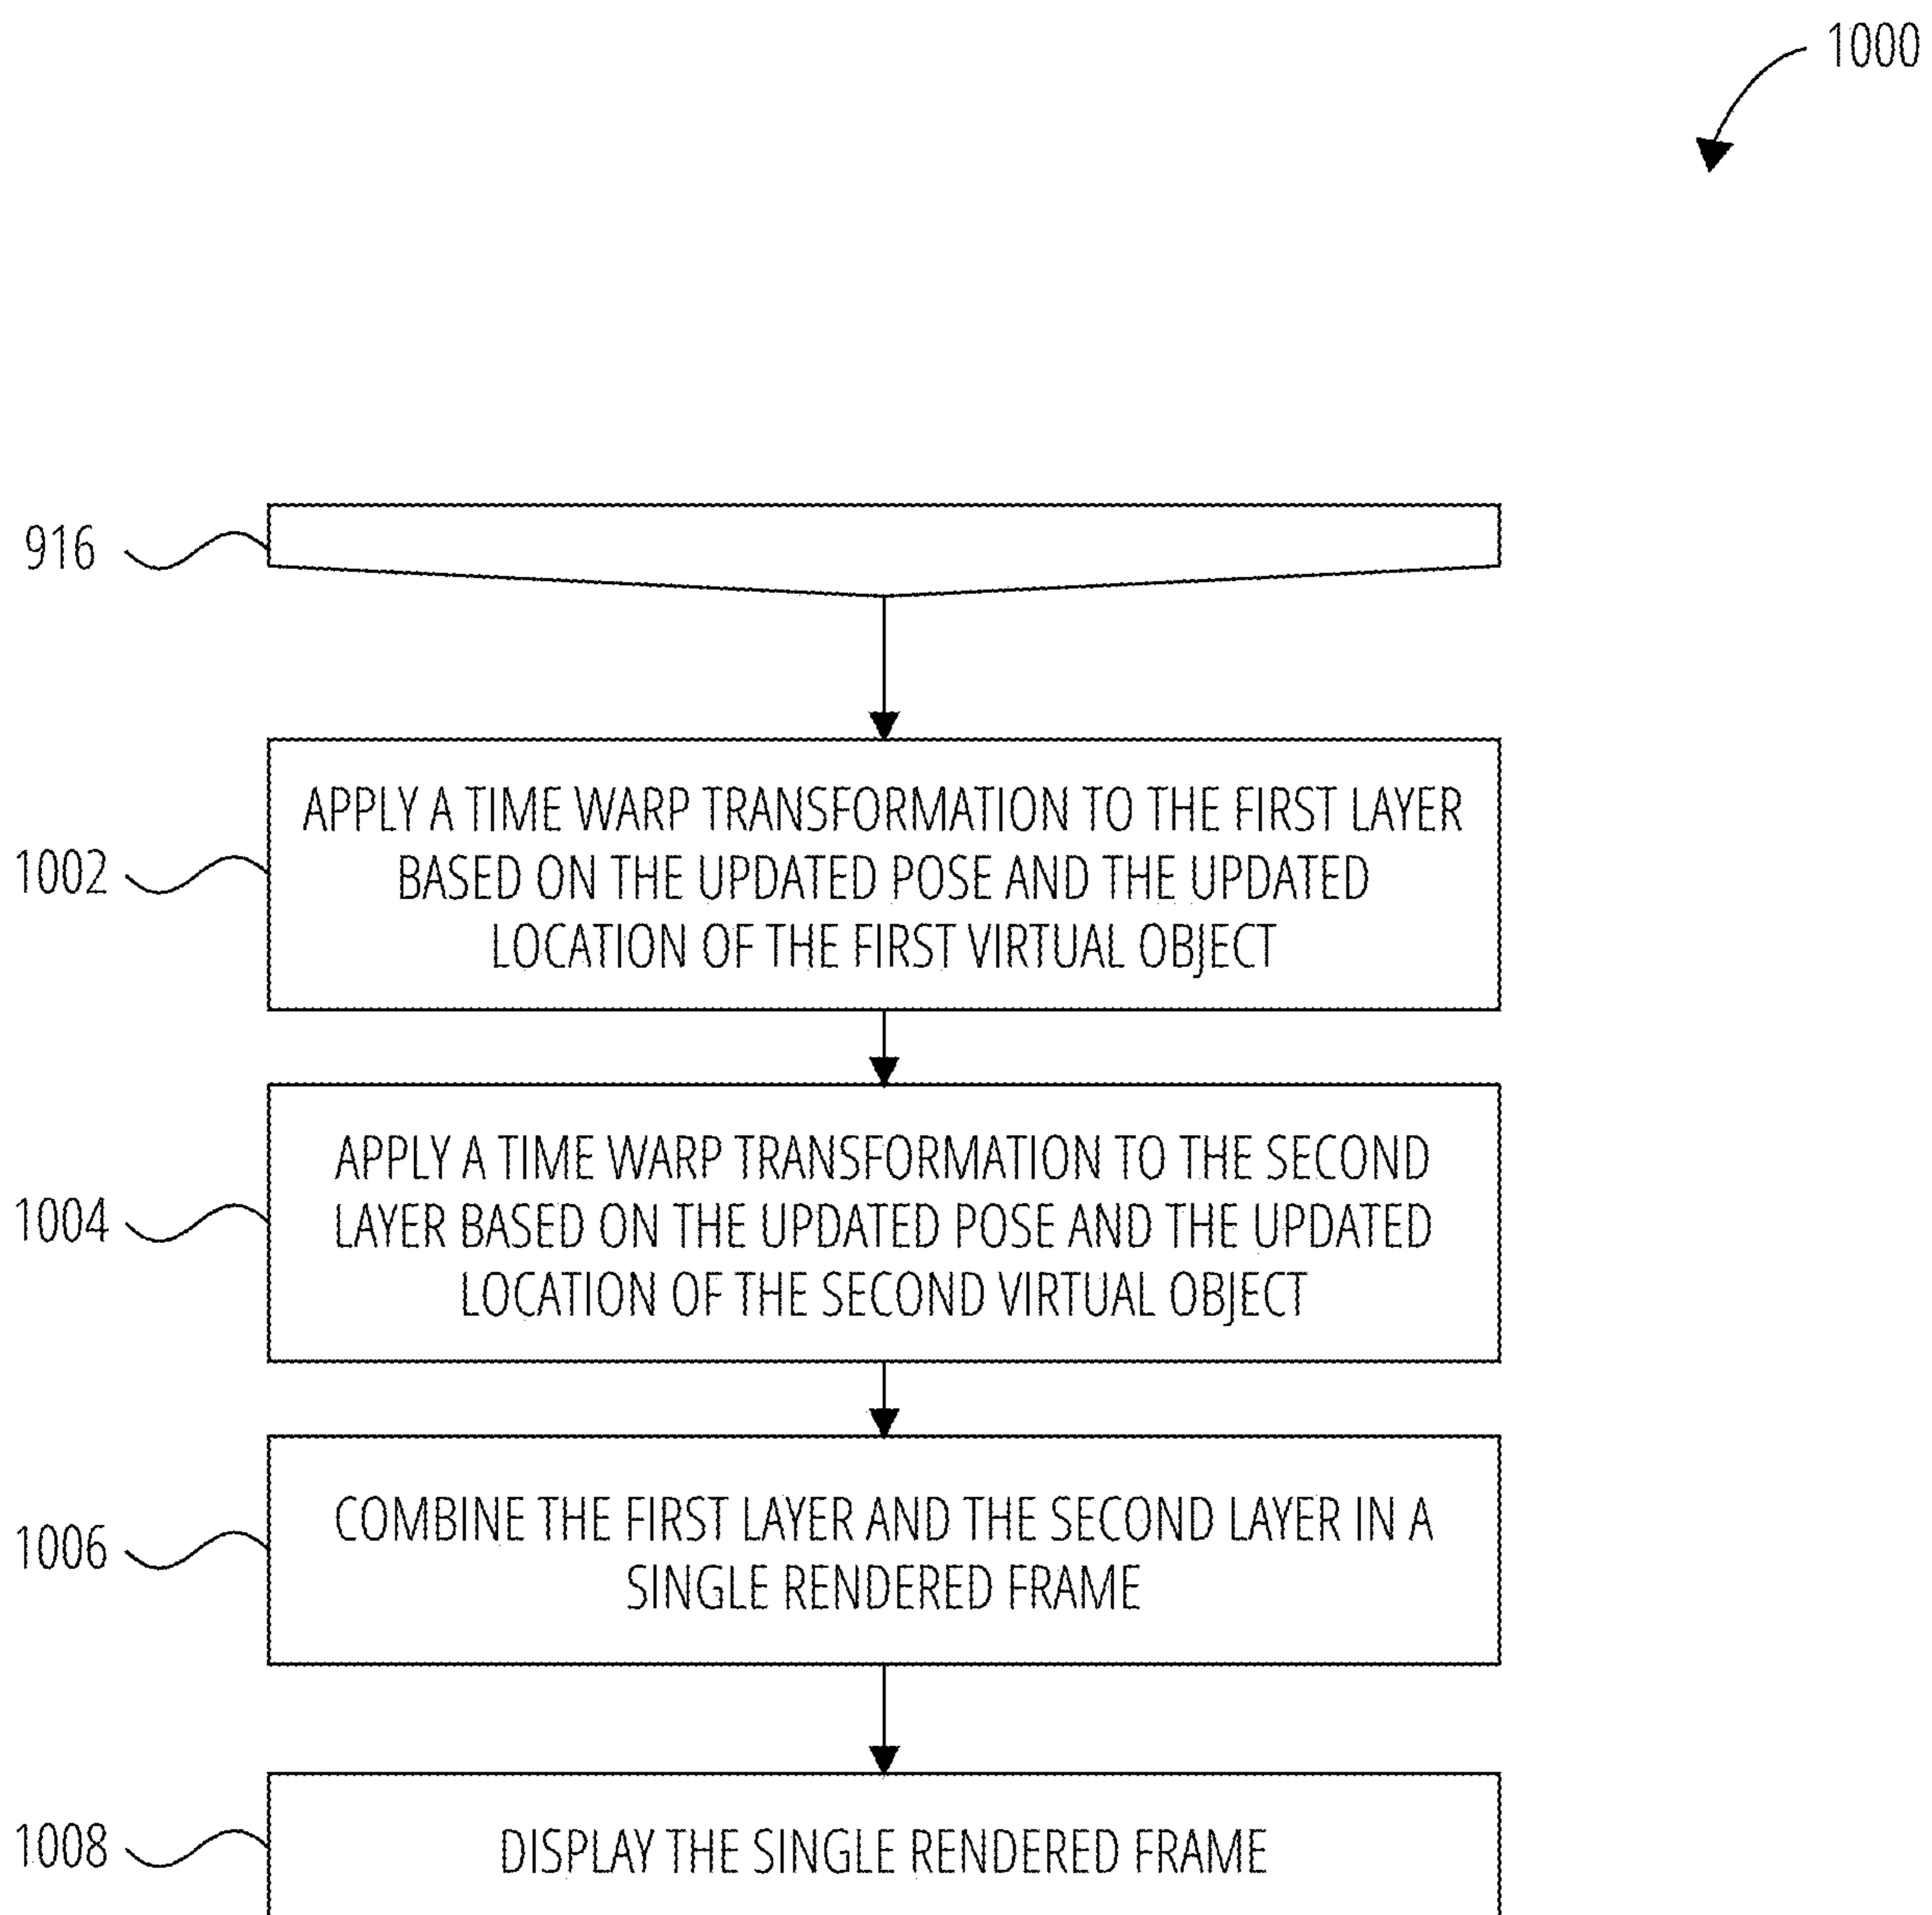 1000
916
1002
APPLY A TIME WARP TRANSFORMATION TO THE FIRST LAYER
BASED ON THE UPDATED POSE AND THE UPDATED
LOCATION OF THE FIRST VIRTUAL OBJECT
1004
APPLY A TIME WARP TRANSFORMATION TO THE SECOND
LAYER BASED ON THE UPDATED POSE AND THE UPDATED
LOCATION OF THE SECOND VIRTUAL OBJECT
1006
COMBINE THE FIRST LAYER AND THE SECOND LAYER IN A
SINGLE RENDERED FRAME
1008
DISPLAY THE SINGLE RENDERED FRAME